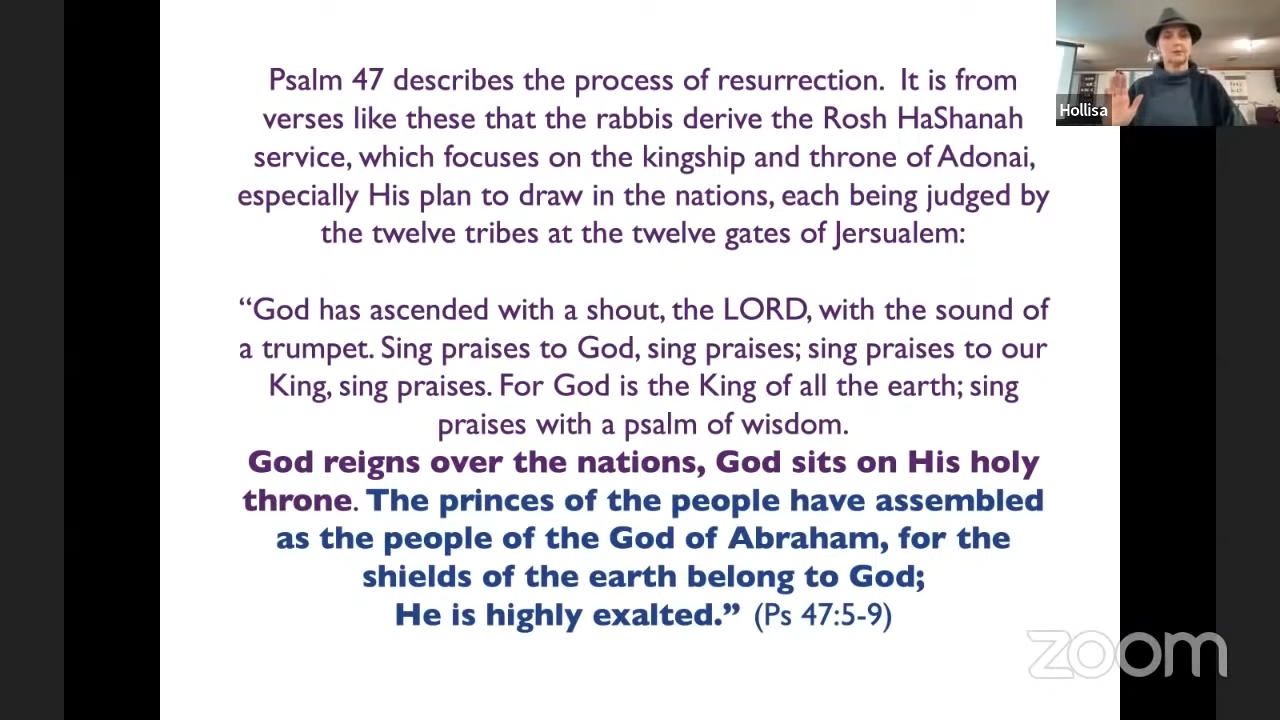 Psalm 47 describes the process of resurrection.  It is from
verses like these that the rabbis derive the Rosh HaShanah
service, which focuses on the kingship and throne of Adonai,
especially His plan to draw in the nations, each being judged by
the twelve tribes at the twelve gates of Jersualem:
“God has ascended with a shout, the LORD, with the sound of
a trumpet. Sing praises to God, sing praises; sing praises to our
King, sing praises. For God is the King of all the earth; sing
praises with a psalm of wisdom.
God reigns over the nations, God sits on His holy
throne. The princes of the people have assembled
as the people of the God of Abraham, for the
shields of the earth belong to God;
He is highly exalted.” (Ps 47:5-9)
Hollisa
zoom